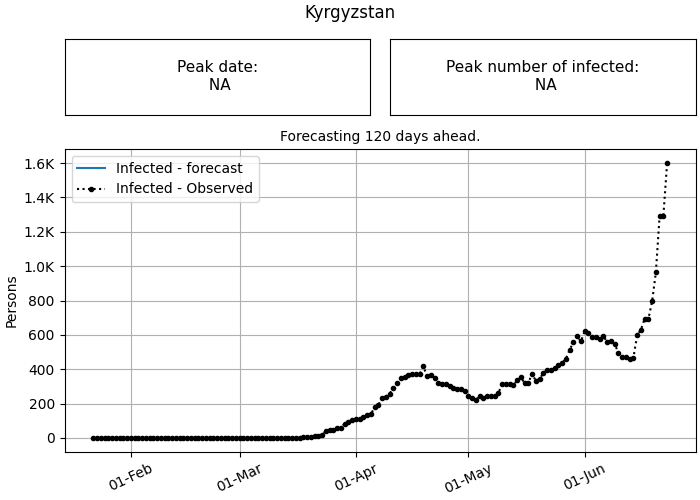 Kyrgyzstan
Peak date:
NA
Peak number of infected:
NA
Forecasting 120 days ahead.
Infected - forecast
Infected - Observed
Persons
1.6K
1.4K
1.2K
1.0K
800
600
400
200
0
01-Feb
01-Mar
01-Apr
01-May
01-Jun